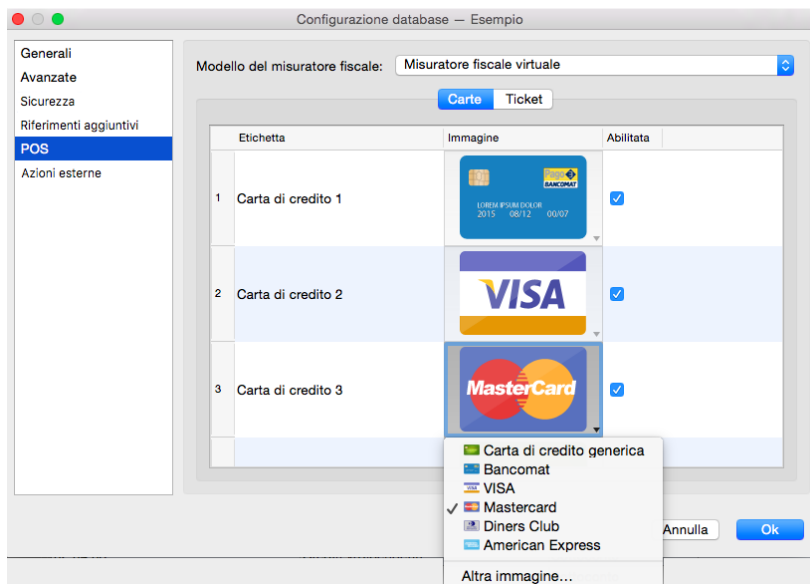 Configurazione database — Esempio
Generali
Avanzate
Sicurezza
Riferimenti aggiuntivi
POS
Azioni esterne
Modello del misuratore fiscale: Misuratore fiscale virtuale
Carte Ticket
Etichetta Immagine Abilitata
1 Carta di credito 1
Pago
BANCOMAT
LOREM IPSUM DOLOR
2015 08/12 00/07
2 Carta di credito 2
VISA
3 Carta di credito 3
MasterCard
Carta di credito generica
Bancomat
VISA
Mastercard
Diners Club
American Express
Altra immagine...
Annulla Ok